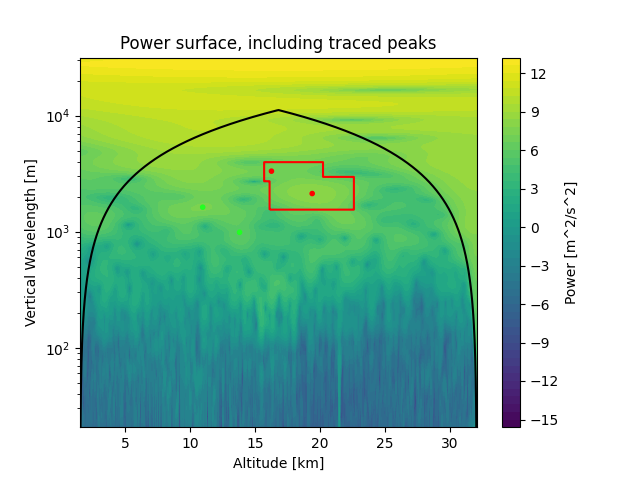 Power surface, including traced peaks
Vertical Wavelength [m]
10^4
10^3
10^2
5 10 15 20 25 30
Altitude [km]
12
9
6
3
0
−3
−6
−9
−12
−15
Power [m^2/s^2]